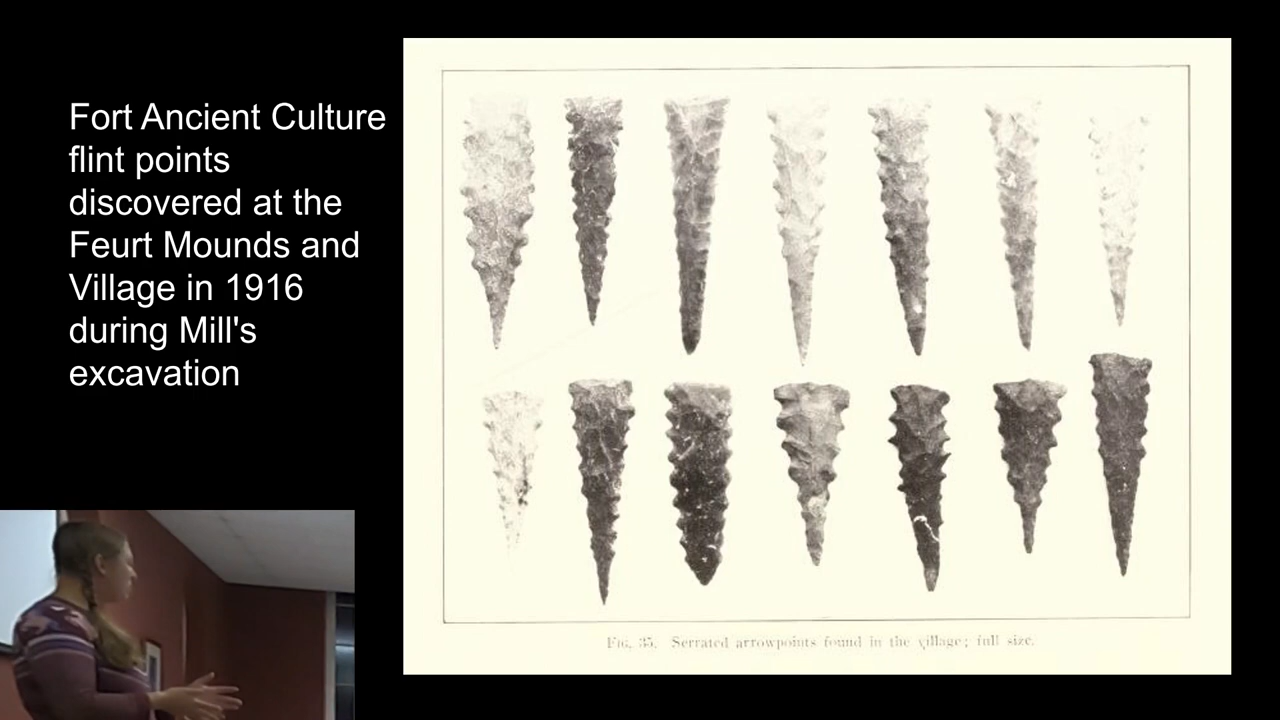 Fort Ancient Culture
flint points
discovered at the
Feurt Mounds and
Village in 1916
during Mill's
excavation
Fig. 35. Serrated arrowpoints found in the village; full size.